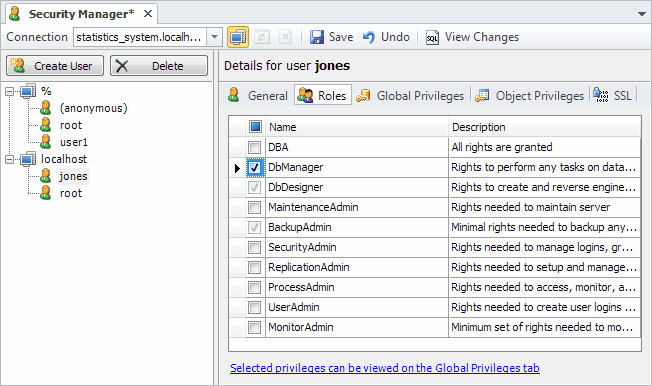 Security Manager*
Connection statistics_system.localh... Save Undo View Changes
Create User Delete
%
(anonymous)
root
user1
localhost
jones
root
Details for user jones
General Roles Global Privileges Object Privileges SSL
Name Description
DBA All rights are granted
DbManager Rights to perform any tasks on data...
DbDesigner Rights to create and reverse engine...
MaintenanceAdmin Rights needed to maintain server
BackupAdmin Minimal rights needed to backup any...
SecurityAdmin Rights needed to manage logins, gr...
ReplicationAdmin Rights needed to setup and manage...
ProcessAdmin Rights needed to access, monitor, a...
UserAdmin Rights needed to create user logins ...
MonitorAdmin Minimum set of rights needed to mo...
Selected privileges can be viewed on the Global Privileges tab